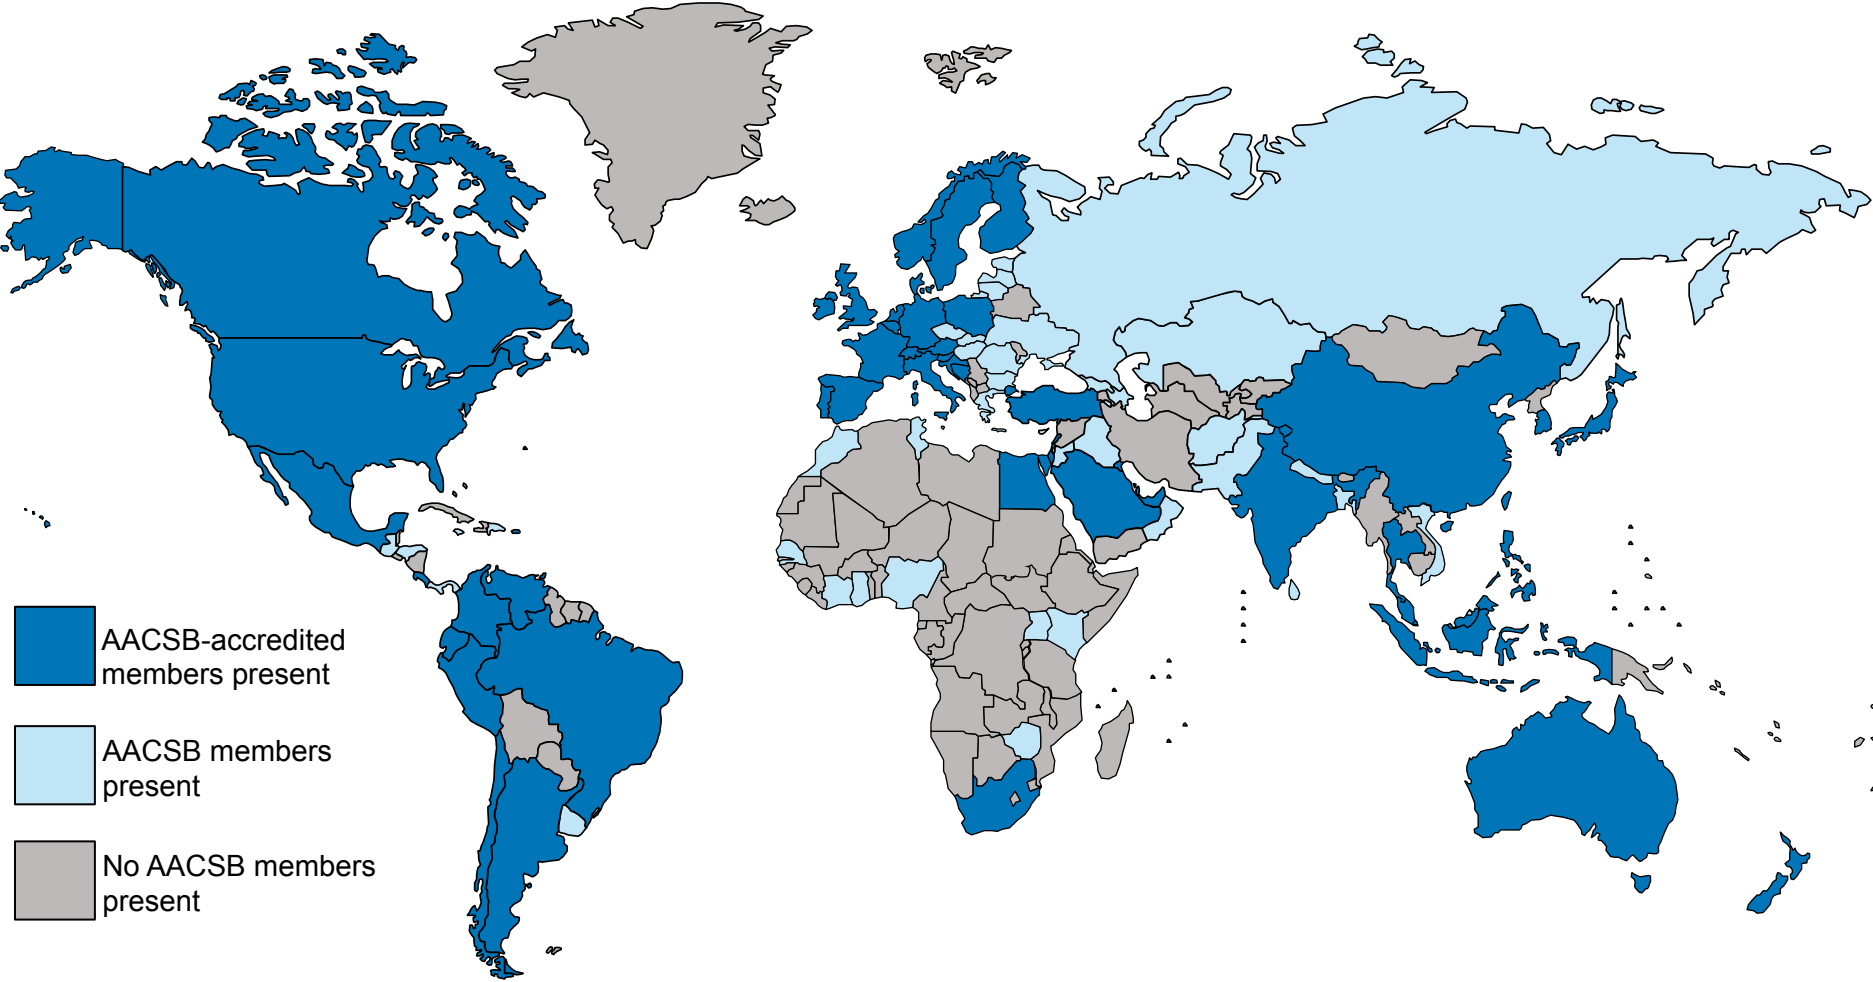 AACSB-accredited
members present
AACSB members
present
No AACSB members
present